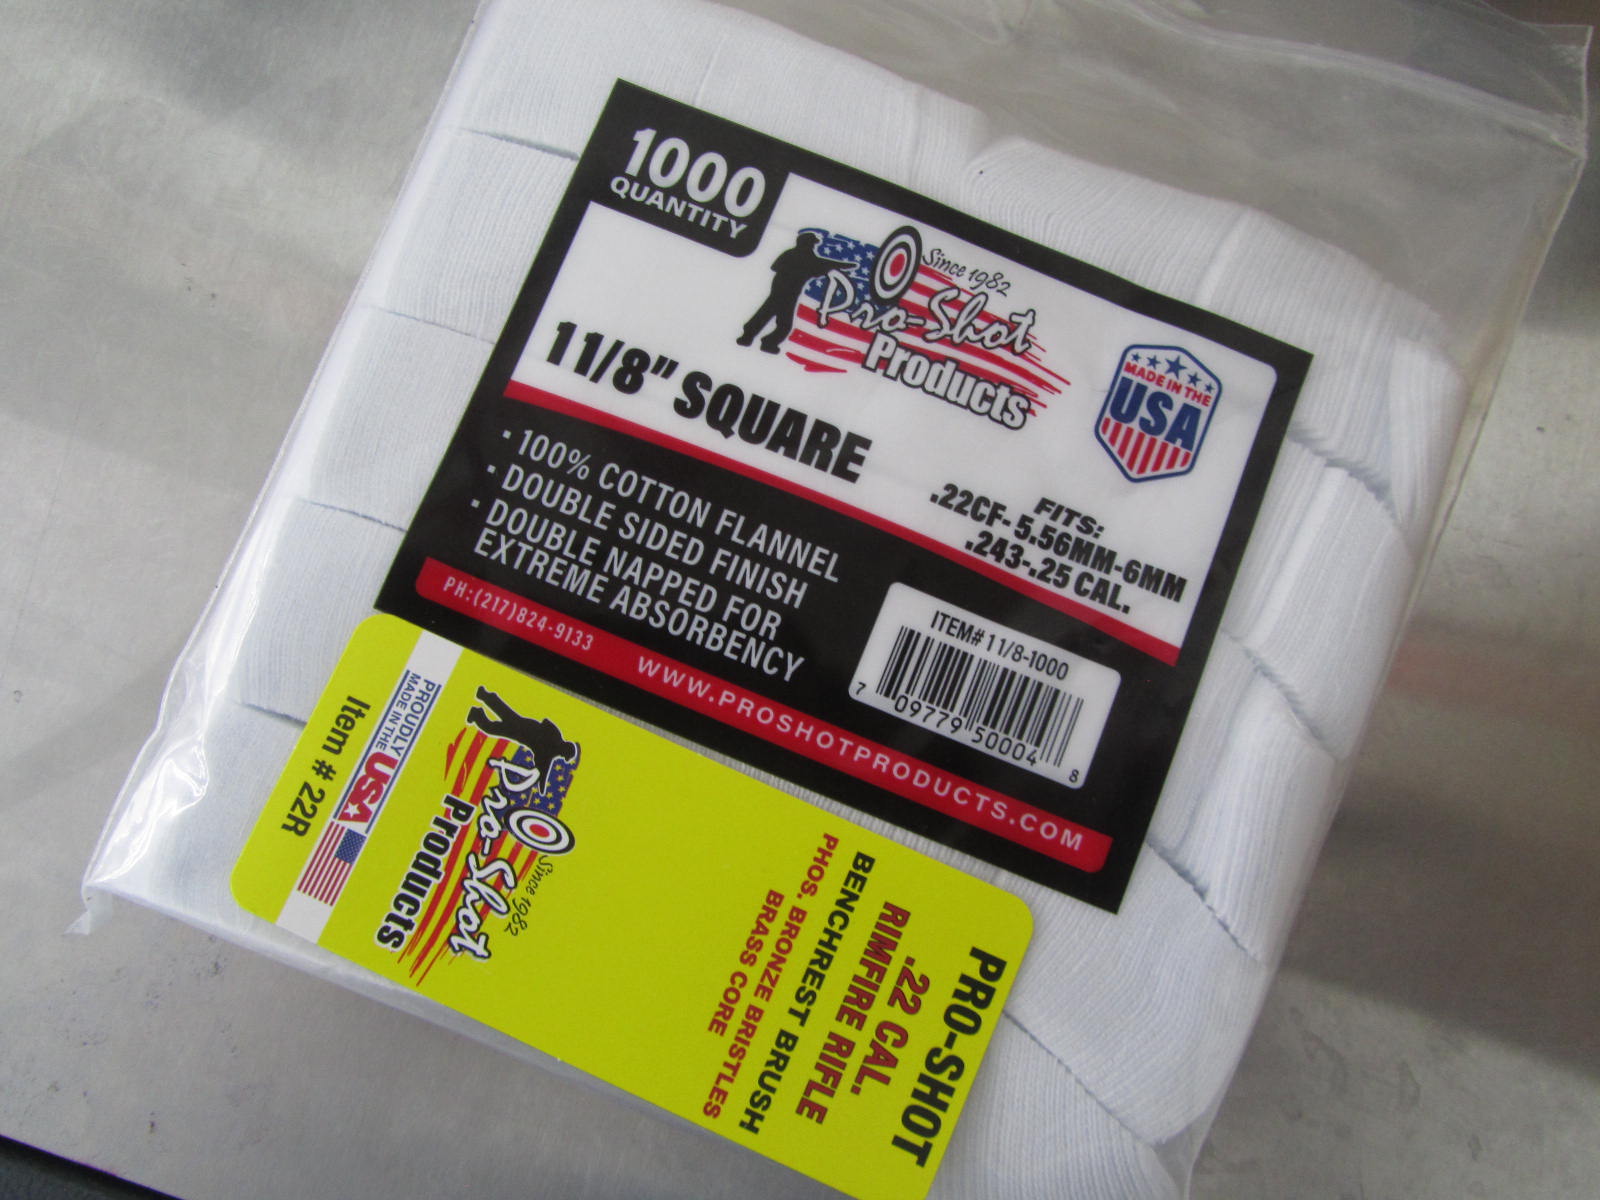 1000
QUANTITY
Since 1982
Pro-Shot
Products
MADE IN THE
USA
1 1/8" SQUARE
FITS:
.22CF-5.56MM-6MM
.243-.25 CAL.
· 100% COTTON FLANNEL
· DOUBLE SIDED FINISH
· DOUBLE NAPPED FOR
EXTREME ABSORBENCY
ITEM# 1 1/8-1000
7 09779 50004 8
PH:(217)824-9133 WWW.PROSHOTPRODUCTS.COM
PRO-SHOT
.22 CAL.
RIMFIRE RIFLE
BENCHREST BRUSH
PHOS. BRONZE BRISTLES
BRASS CORE
Since 1982
Pro-Shot
Products
PROUDLY
MADE IN THE
USA
Item # 22R